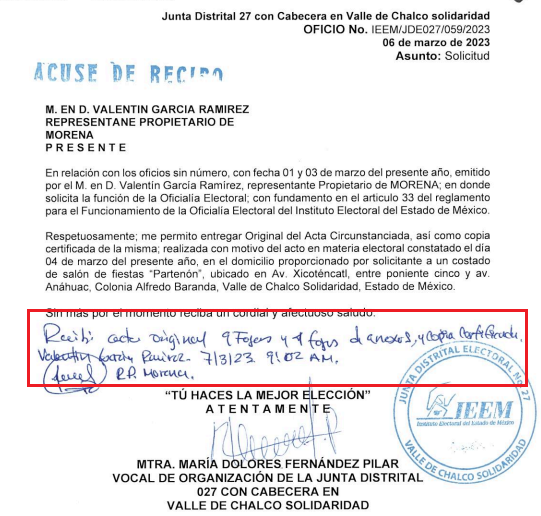 Junta Distrital 27 con Cabecera en Valle de Chalco solidaridad
OFICIO No. IEEM/JDE027/059/2023
06 de marzo de 2023
Asunto: Solicitud
ACUSE DE RECIBO
M. EN D. VALENTIN GARCIA RAMIREZ
REPRESENTANE PROPIETARIO DE
MORENA
P R E S E N T E
En relación con los oficios sin número, con fecha 01 y 03 de marzo del presente año, emitido
por el M. en D. Valentín García Ramírez, representante Propietario de MORENA; en donde
solicita la función de la Oficialía Electoral; con fundamento en el articulo 33 del reglamento
para el Funcionamiento de la Oficialía Electoral del Instituto Electoral del Estado de México.
Respetuosamente; me permito entregar Original del Acta Circunstanciada, así como copia
certificada de la misma; realizada con motivo del acto en materia electoral constatado el día
04 de marzo del presente año, en el domicilio proporcionado por solicitante a un costado
de salón de fiestas “Partenón”, ubicado en Av. Xicoténcatl, entre poniente cinco y av.
Anáhuac, Colonia Alfredo Baranda, Valle de Chalco Solidaridad, Estado de México.
Sin más por el momento reciba un cordial y afectuoso saludo.
Recibi acta original 9 Fojas y fojas d anexos, y copia Certificada
Valentin Garcia Ramirez- 7/3/23 9:02 AM.
R.P. Morena.
“TÚ HACES LA MEJOR ELECCIÓN”
A T E N T A M E N T E
MTRA. MARÍA DOLORES FERNÁNDEZ PILAR
VOCAL DE ORGANIZACIÓN DE LA JUNTA DISTRITAL
027 CON CABECERA EN
VALLE DE CHALCO SOLIDARIDAD
JUNTA DISTRITAL ELECTORAL No. 27
IEEM
Instituto Electoral del Estado de México
VALLE DE CHALCO SOLIDARIDAD